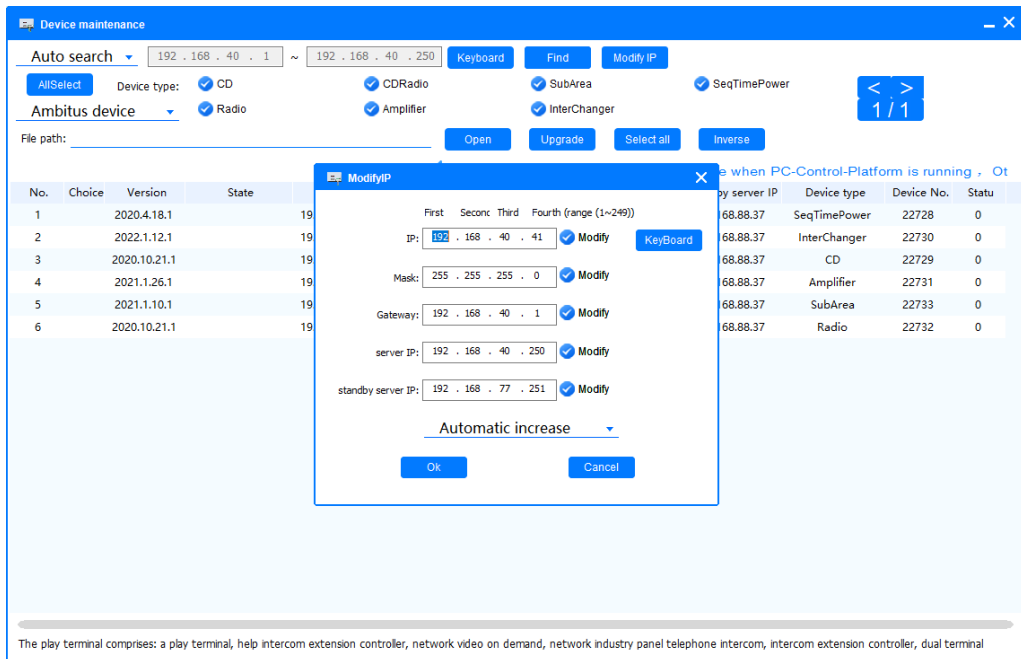 Device maintenance
Auto search 192 . 168 . 40 . 1 ~ 192 . 168 . 40 . 250 Keyboard Find Modify IP
AllSelect Device type: CD CDRadio SubArea SeqTimePower < >
Ambitus device Radio Amplifier InterChanger 1 / 1
File path: Open Upgrade Select all Inverse
e when PC-Control-Platform is running , Ot
No. Choice Version State by server IP Device type Device No. Statu
1 2020.4.18.1 19 168.88.37 SeqTimePower 22728 0
2 2022.1.12.1 19 168.88.37 InterChanger 22730 0
3 2020.10.21.1 19 168.88.37 CD 22729 0
4 2021.1.26.1 19 168.88.37 Amplifier 22731 0
5 2021.1.10.1 19 168.88.37 SubArea 22733 0
6 2020.10.21.1 19 168.88.37 Radio 22732 0
ModifyIP
First Seconc Third Fourth (range (1~249))
IP: 192 . 168 . 40 . 41 Modify KeyBoard
Mask: 255 . 255 . 255 . 0 Modify
Gateway: 192 . 168 . 40 . 1 Modify
server IP: 192 . 168 . 40 . 250 Modify
standby server IP: 192 . 168 . 77 . 251 Modify
Automatic increase
Ok Cancel
The play terminal comprises: a play terminal, help intercom extension controller, network video on demand, network industry panel telephone intercom, intercom extension controller, dual terminal